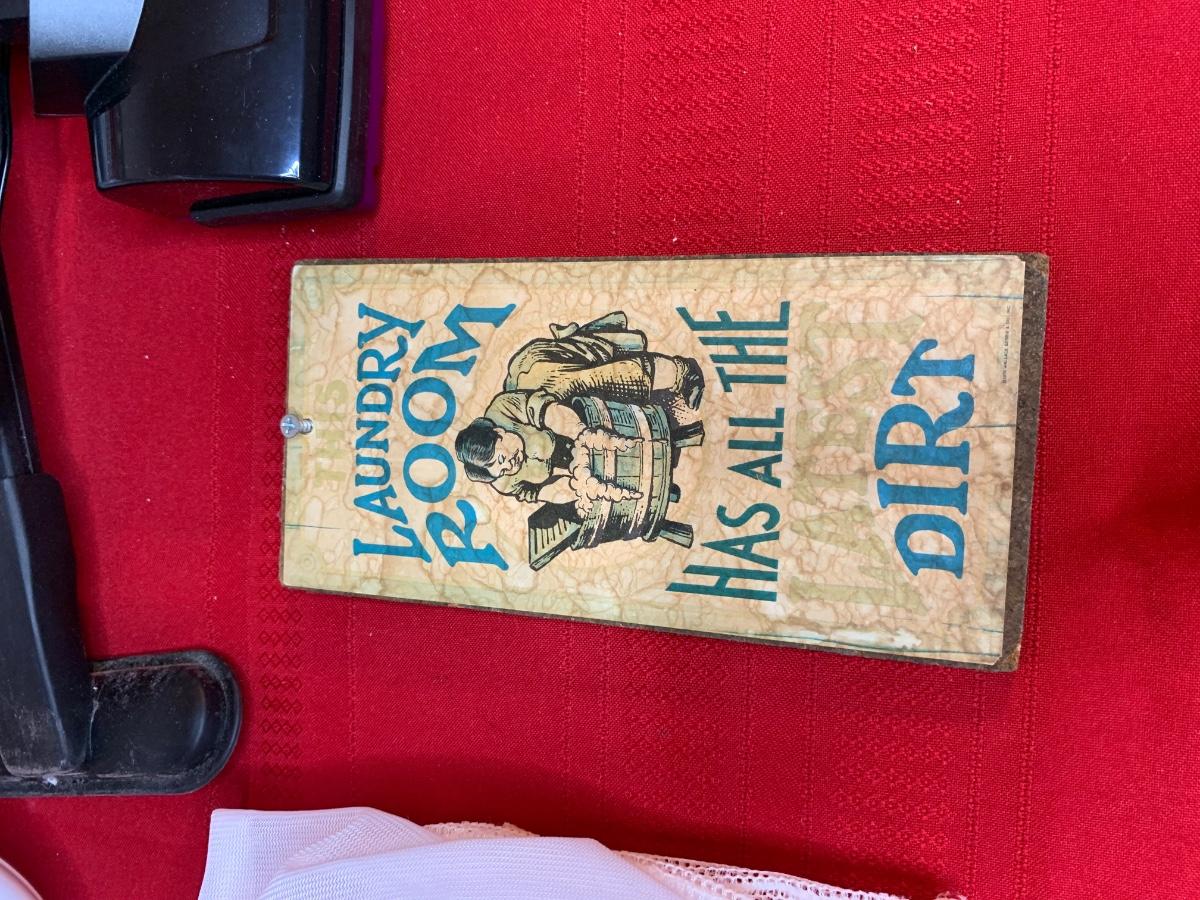 THIS
LAUNDRY
ROOM
HAS ALL THE
LATEST
DIRT